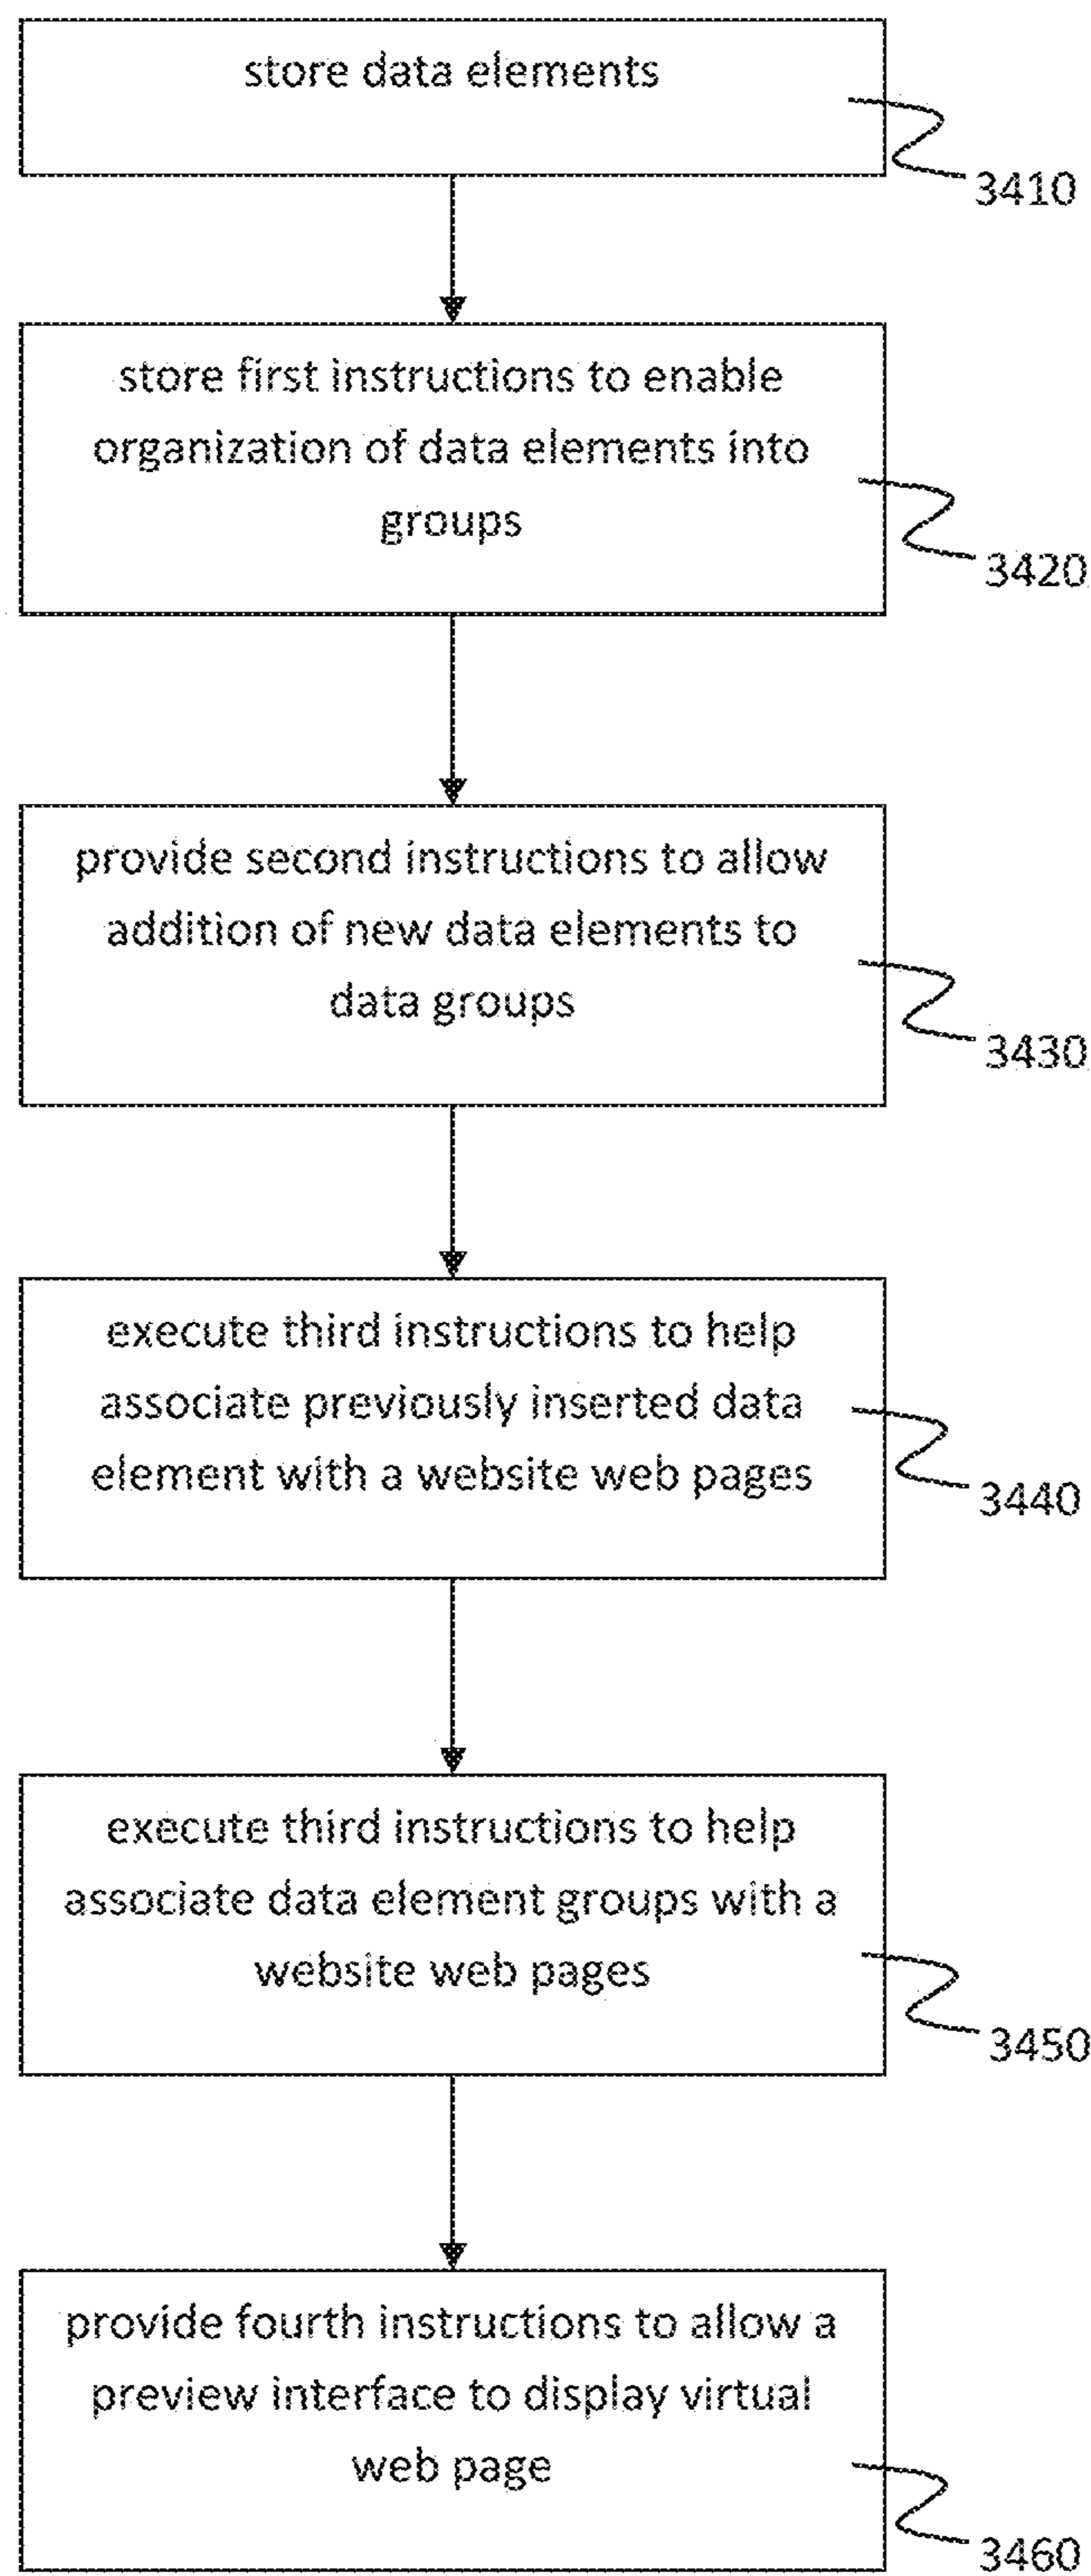 store data elements
3410
store first instructions to enable
organization of data elements into
groups
3420
provide second instructions to allow
addition of new data elements to
data groups
3430
execute third instructions to help
associate previously inserted data
element with a website web pages
3440
execute third instructions to help
associate data element groups with a
website web pages
3450
provide fourth instructions to allow a
preview interface to display virtual
web page
3460